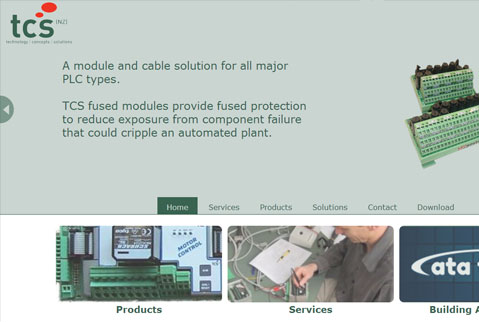 tcs [NZ]
technology | concepts | solutions
A module and cable solution for all major
PLC types.
TCS fused modules provide fused protection
to reduce exposure from component failure
that could cripple an automated plant.
Home Services Products Solutions Contact Download
SCHRACK
MOTOR
CONTROL
ata
Products Services Building A